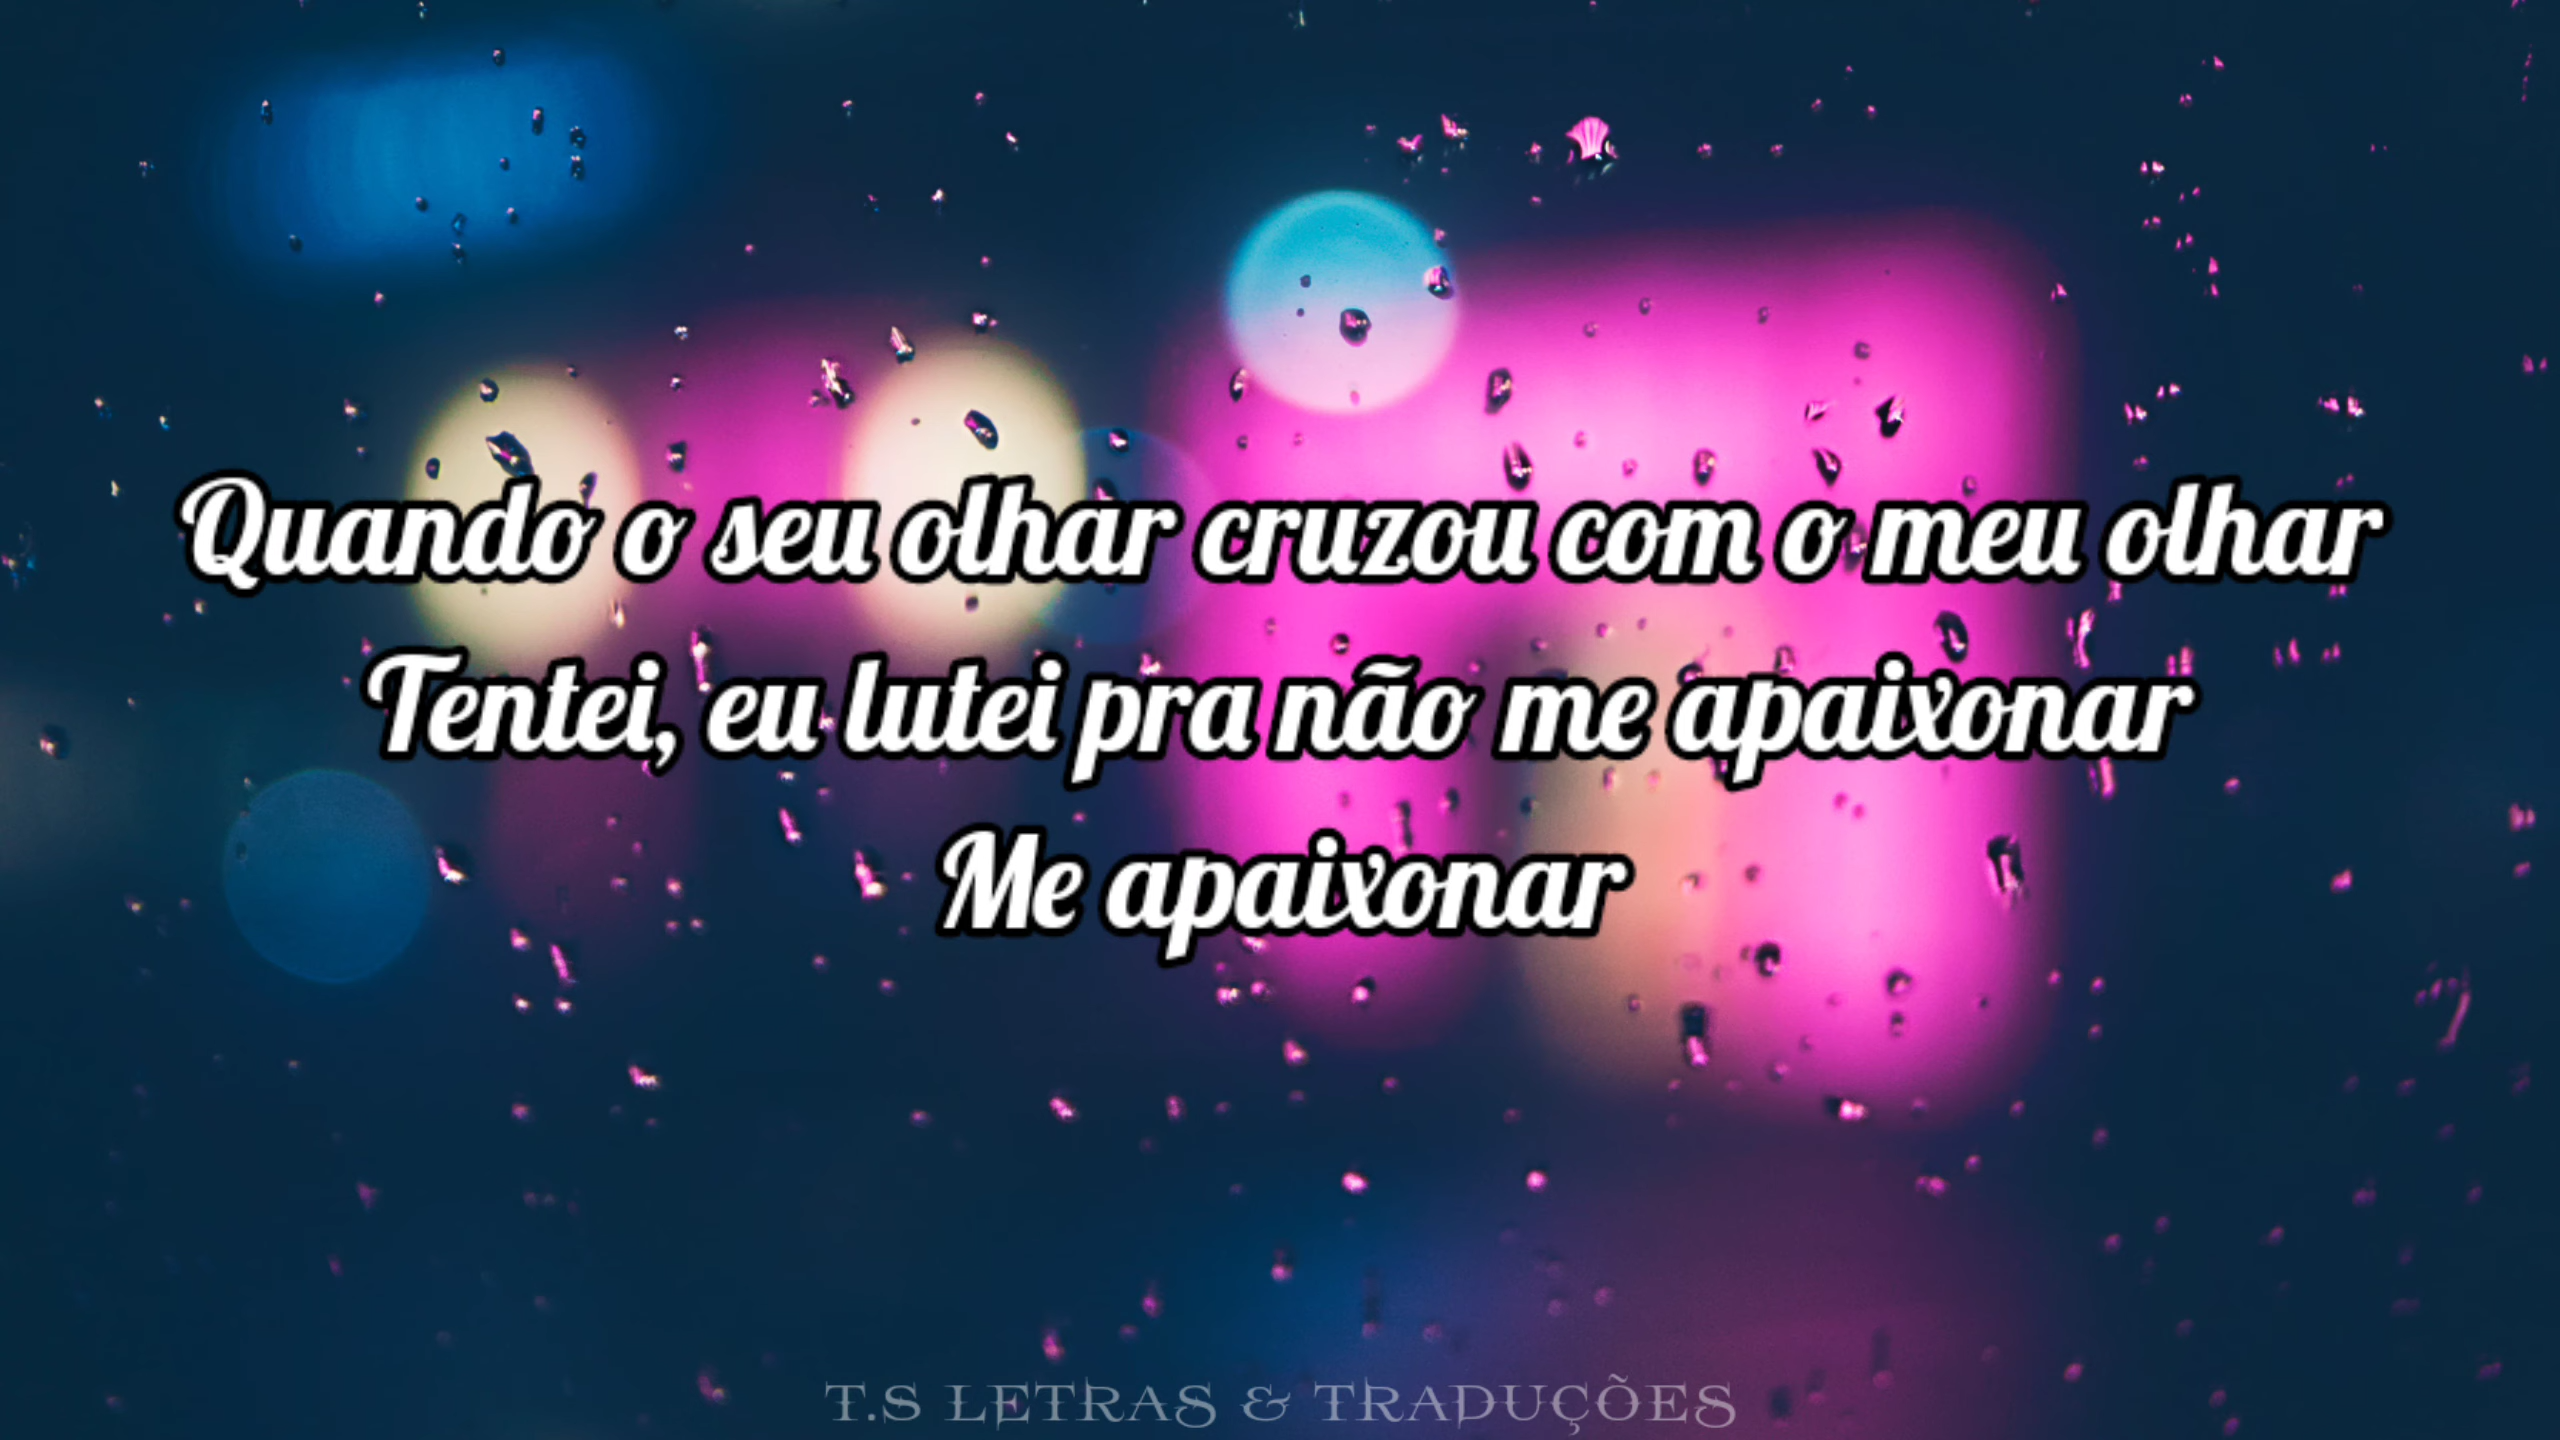 Quando o seu olhar cruzou com o meu olhar
Tentei, eu lutei pra não me apaixonar
Me apaixonar
T.S LETRAS & TRADUÇÕES